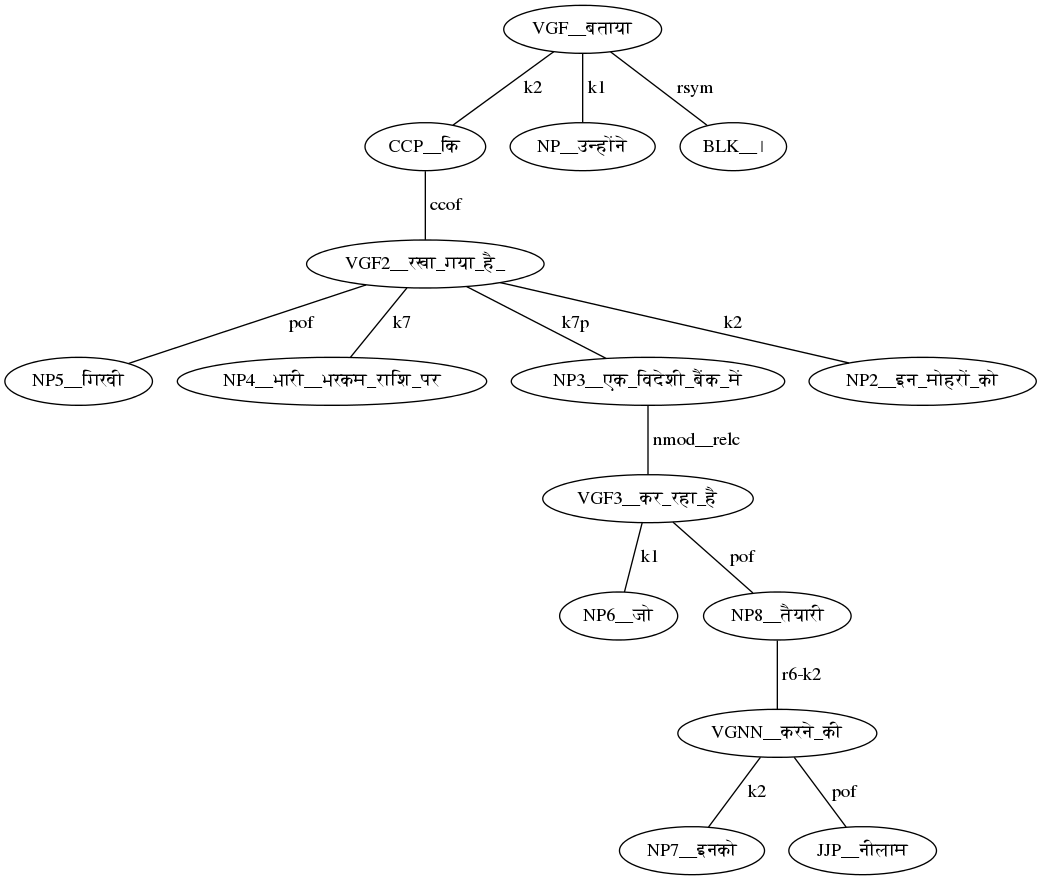 VGF__बताया
k2 k1 rsym
CCP__कि NP__उन्होंने BLK__।
ccof
VGF2__रखा_गया_है_
pof k7 k7p k2
NP5__गिरवी NP4__भारी__भरकम_राशि_पर NP3__एक_विदेशी_बैंक_में NP2__इन_मोहरों_को
nmod__relc
VGF3__कर_रहा_है
k1 pof
NP6__जो NP8__तैयारी
r6-k2
VGNN__करने_की
k2 pof
NP7__इनको JJP__नीलाम